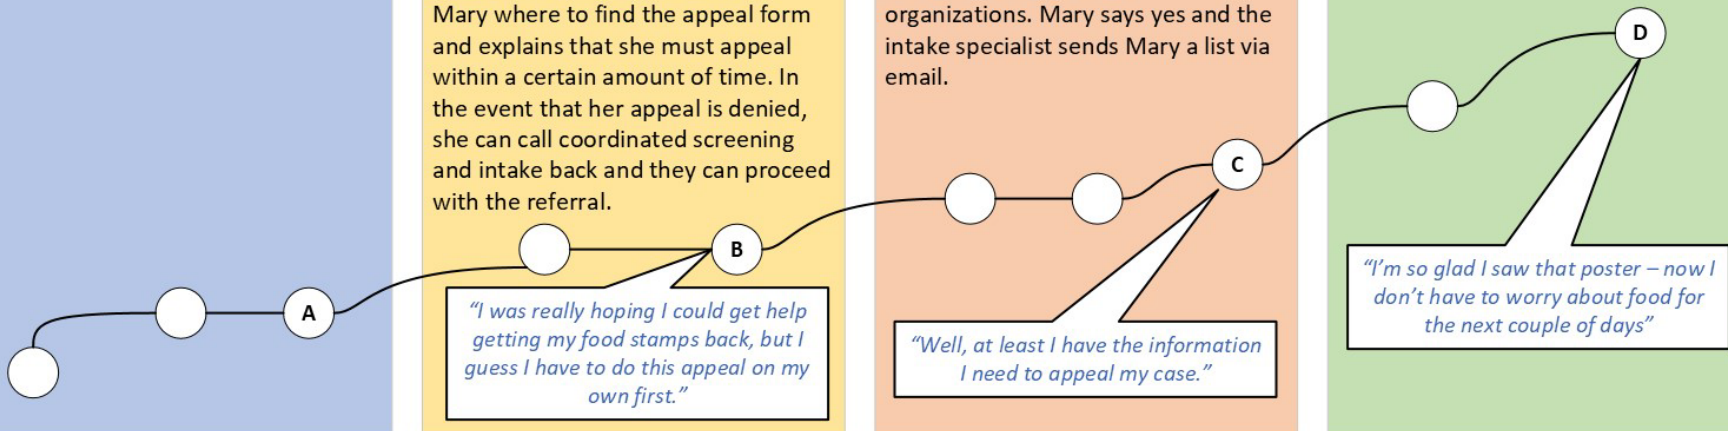 Mary where to find the appeal form
and explains that she must appeal
within a certain amount of time. In
the event that her appeal is denied,
she can call coordinated screening
and intake back and they can proceed
with the referral.
organizations. Mary says yes and the
intake specialist sends Mary a list via
email.
A
B
C
D
“I was really hoping I could get help
getting my food stamps back, but I
guess I have to do this appeal on my
own first.”
“Well, at least I have the information
I need to appeal my case.”
“I’m so glad I saw that poster – now I
don’t have to worry about food for
the next couple of days”